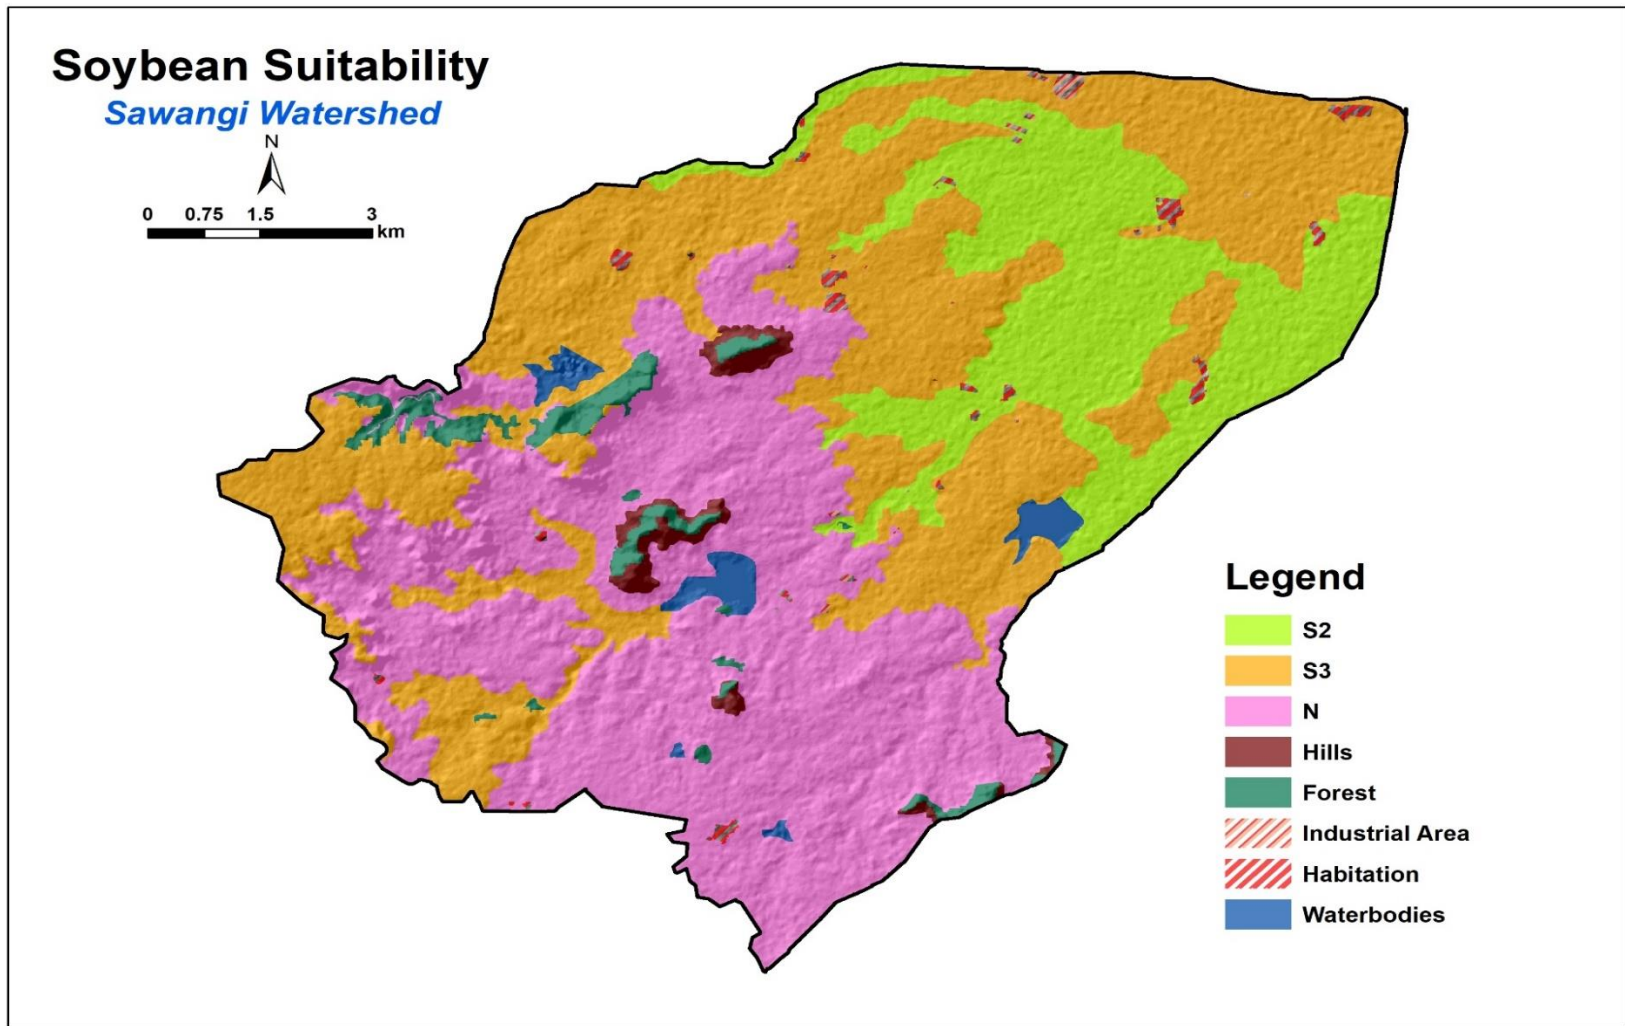 Soybean Suitability
Sawangi Watershed
N
0 0.75 1.5 3
km
Legend
S2
S3
N
Hills
Forest
Industrial Area
Habitation
Waterbodies